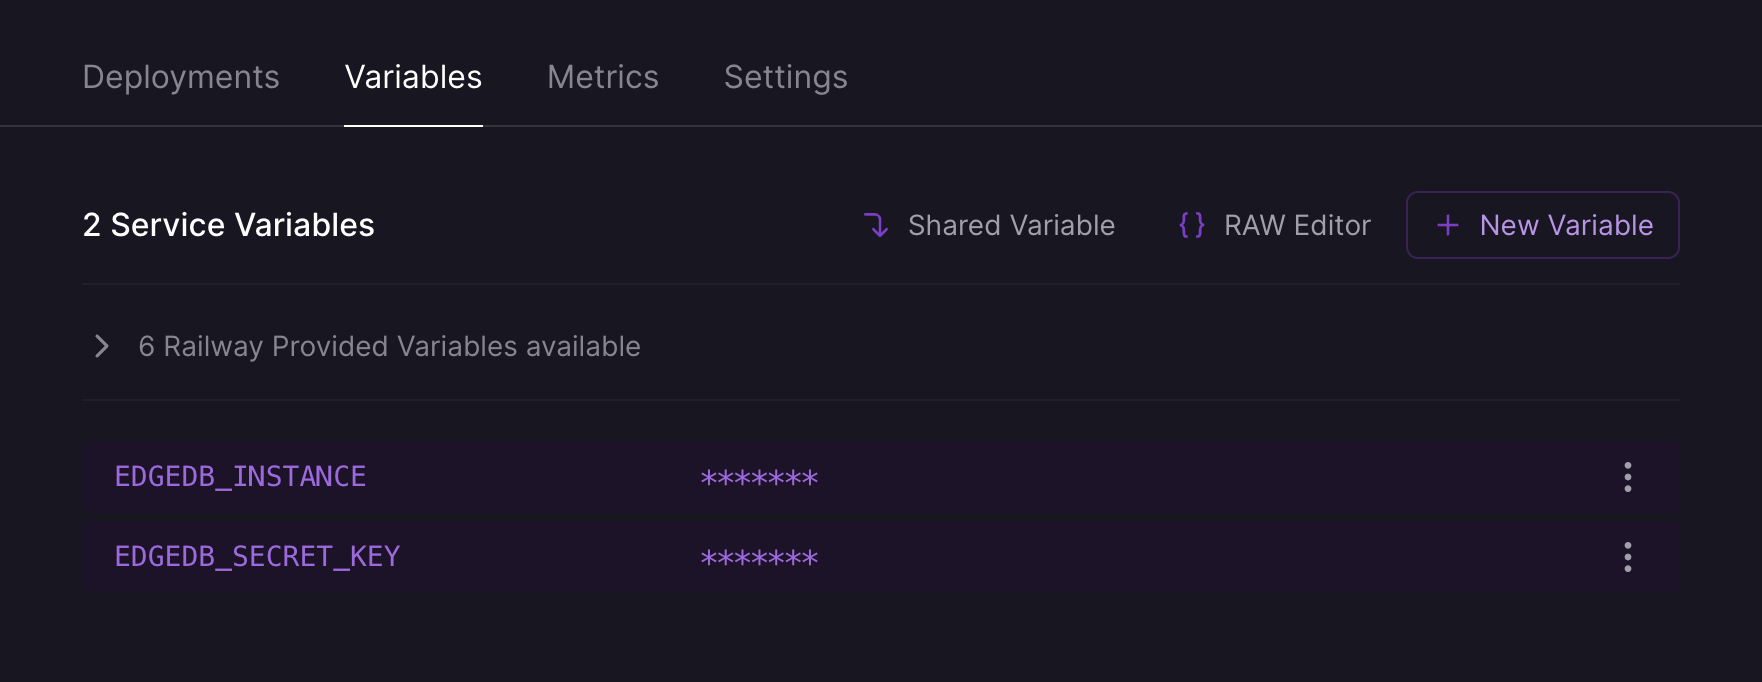 Deployments Variables Metrics Settings
2 Service Variables Shared Variable {} RAW Editor + New Variable
> 6 Railway Provided Variables available
EDGEDB_INSTANCE *******
EDGEDB_SECRET_KEY *******